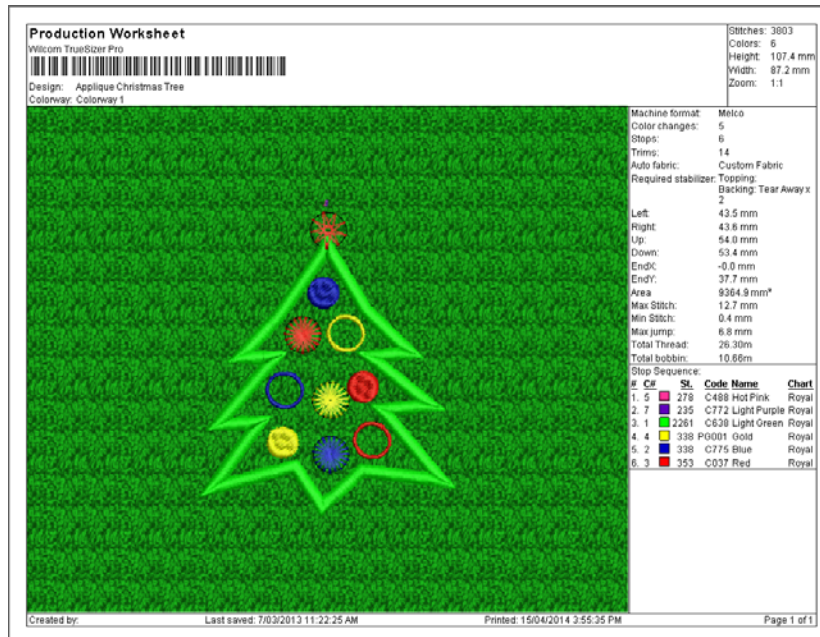 Production Worksheet
Wilcom TrueSizer Pro
Design: Applique Christmas Tree
Colorway: Colorway 1
Stitches: 3803
Colors: 6
Height: 107.4 mm
Width: 87.2 mm
Zoom: 1:1
Machine format: Melco
Color changes: 5
Stops: 6
Trims: 14
Auto fabric: Custom Fabric
Required stabilizer: Topping:
Backing: Tear Away x
2
Left: 43.5 mm
Right: 43.6 mm
Up: 54.0 mm
Down: 53.4 mm
EndX: -0.0 mm
EndY: 37.7 mm
Area 9364.9 mm²
Max Stitch: 12.7 mm
Min Stitch: 0.4 mm
Max jump: 6.8 mm
Total Thread: 26.30m
Total bobbin: 10.66m
Stop Sequence:
# C# St. Code Name Chart
1. 5 278 C488 Hot Pink Royal
2. 7 235 C772 Light Purple Royal
3. 1 2261 C638 Light Green Royal
4. 4 338 PG001 Gold Royal
5. 2 338 C775 Blue Royal
6. 3 353 C037 Red Royal
Created by: Last saved: 7/03/2013 11:22:25 AM Printed: 15/04/2014 3:55:35 PM Page 1 of 1